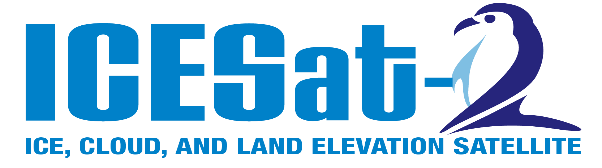 ICESat-2
ICE, CLOUD, AND LAND ELEVATION SATELLITE